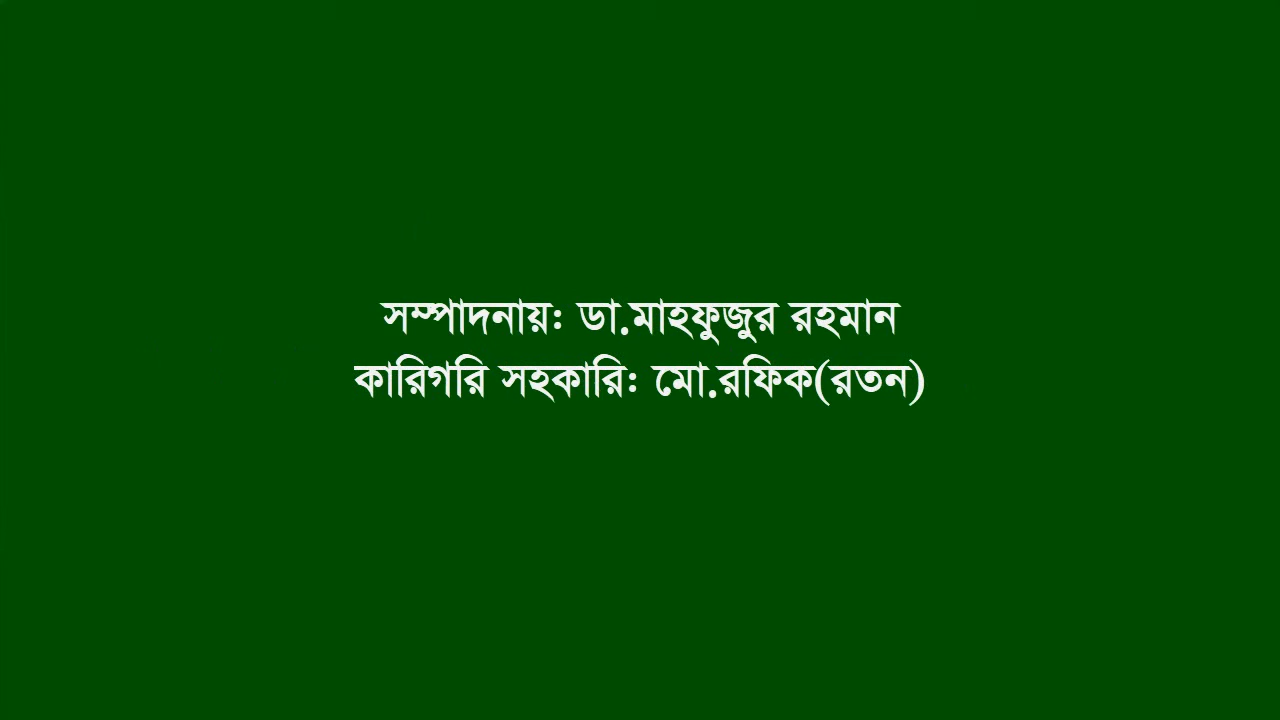 সম্পাদনায়: ডা.মাহফুজুর রহমান
কারিগরি সহকারি: মো.রফিক(রতন)